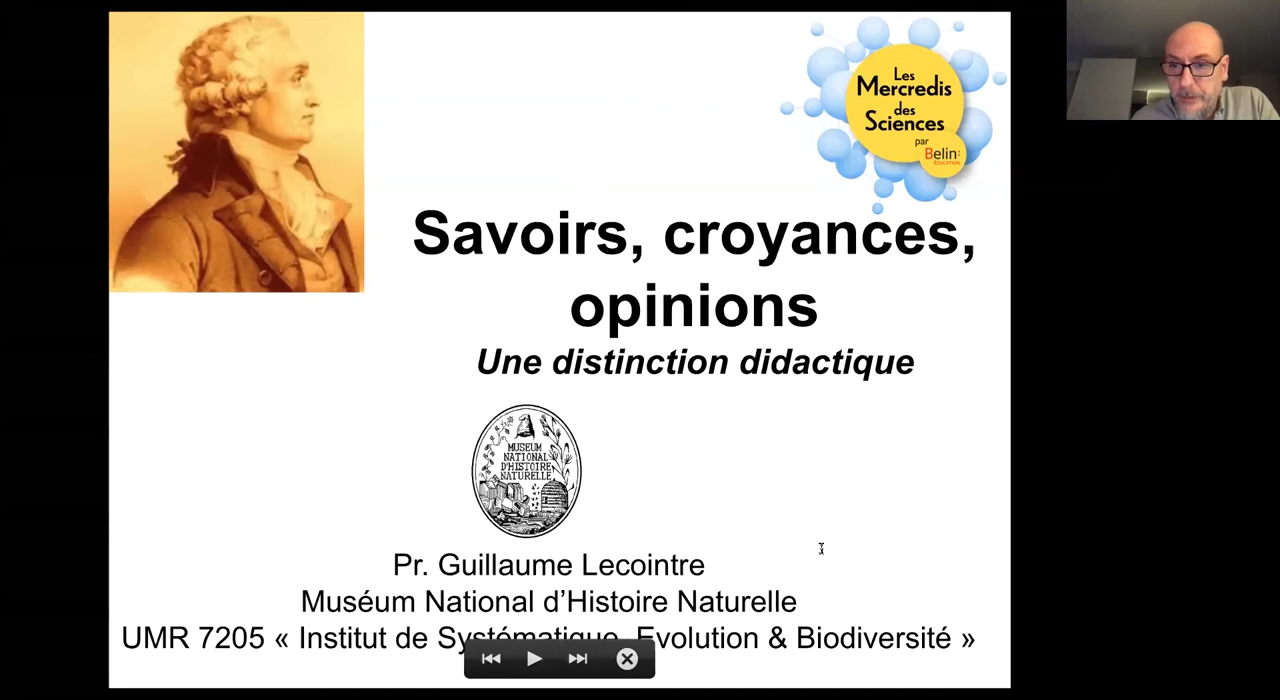 Les
Mercredis
des
Sciences
par
Belin:
ÉDUCATION
Savoirs, croyances,
opinions
Une distinction didactique
MUSEUM
NATIONAL
D'HISTOIRE
NATURELLE
Pr. Guillaume Lecointre
Muséum National d’Histoire Naturelle
UMR 7205 « Institut de Systématique, Evolution & Biodiversité »